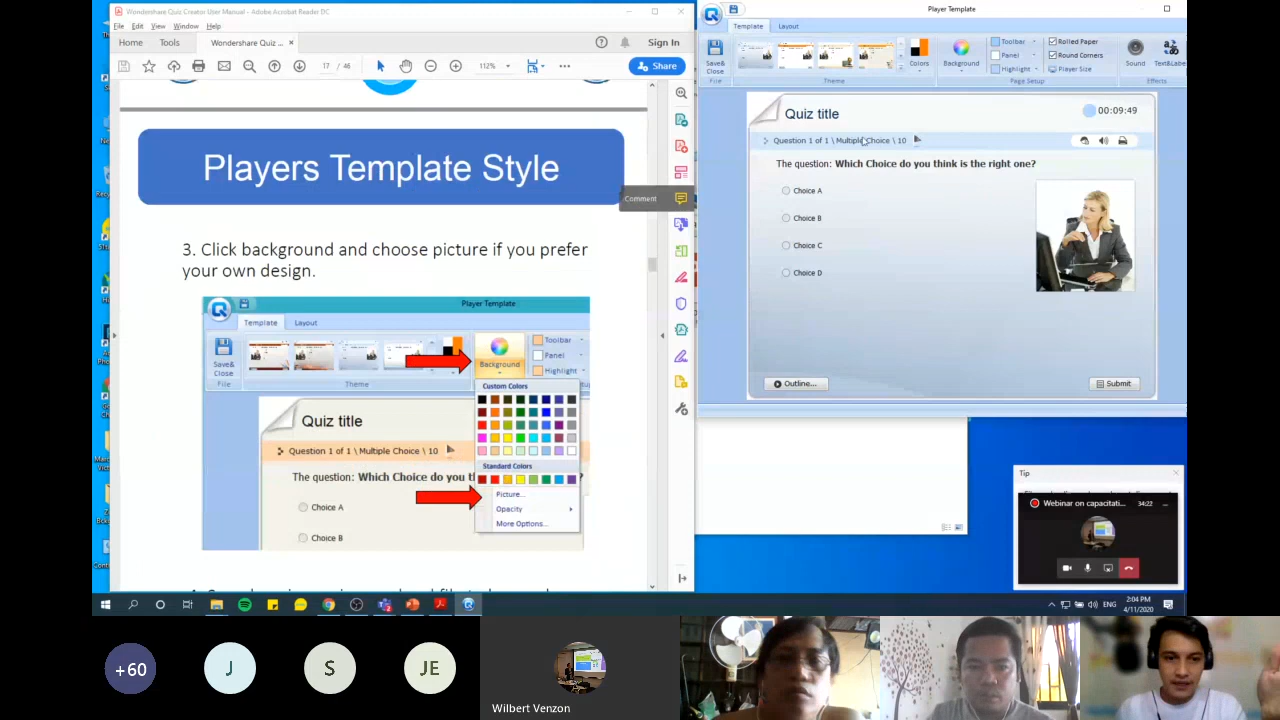 Wondershare Quiz Creator User Manual - Adobe Acrobat Reader DC
File Edit View Window Help
Home Tools Wondershare Quiz ... × Sign In
17 / 46 112% Share
Players Template Style
Comment
3. Click background and choose picture if you prefer
your own design.
Player Template
Template Layout
Save&
Close
Background
Toolbar
Panel
Highlight
File Theme
Custom Colors
Standard Colors
Picture...
Opacity
More Options...
Quiz title
Question 1 of 1 \ Multiple Choice \ 10
The question: Which Choice do you
Choice A
Choice B
Player Template
Template Layout
Save&
Close
Colors
Background
Toolbar
Panel
Highlight
Rolled Paper
Round Corners
Player Size
Sound
Text&Labe
File Theme Page Setup Effects
Quiz title
00:09:49
Question 1 of 1 \ Multiple Choice \ 10
The question: Which Choice do you think is the right one?
Choice A
Choice B
Choice C
Choice D
Outline...
Submit
Tip
Webinar on capacitati... 34:22 ...
ENG
2:04 PM
4/11/2020
+60
J
S
JE
Wilbert Venzon